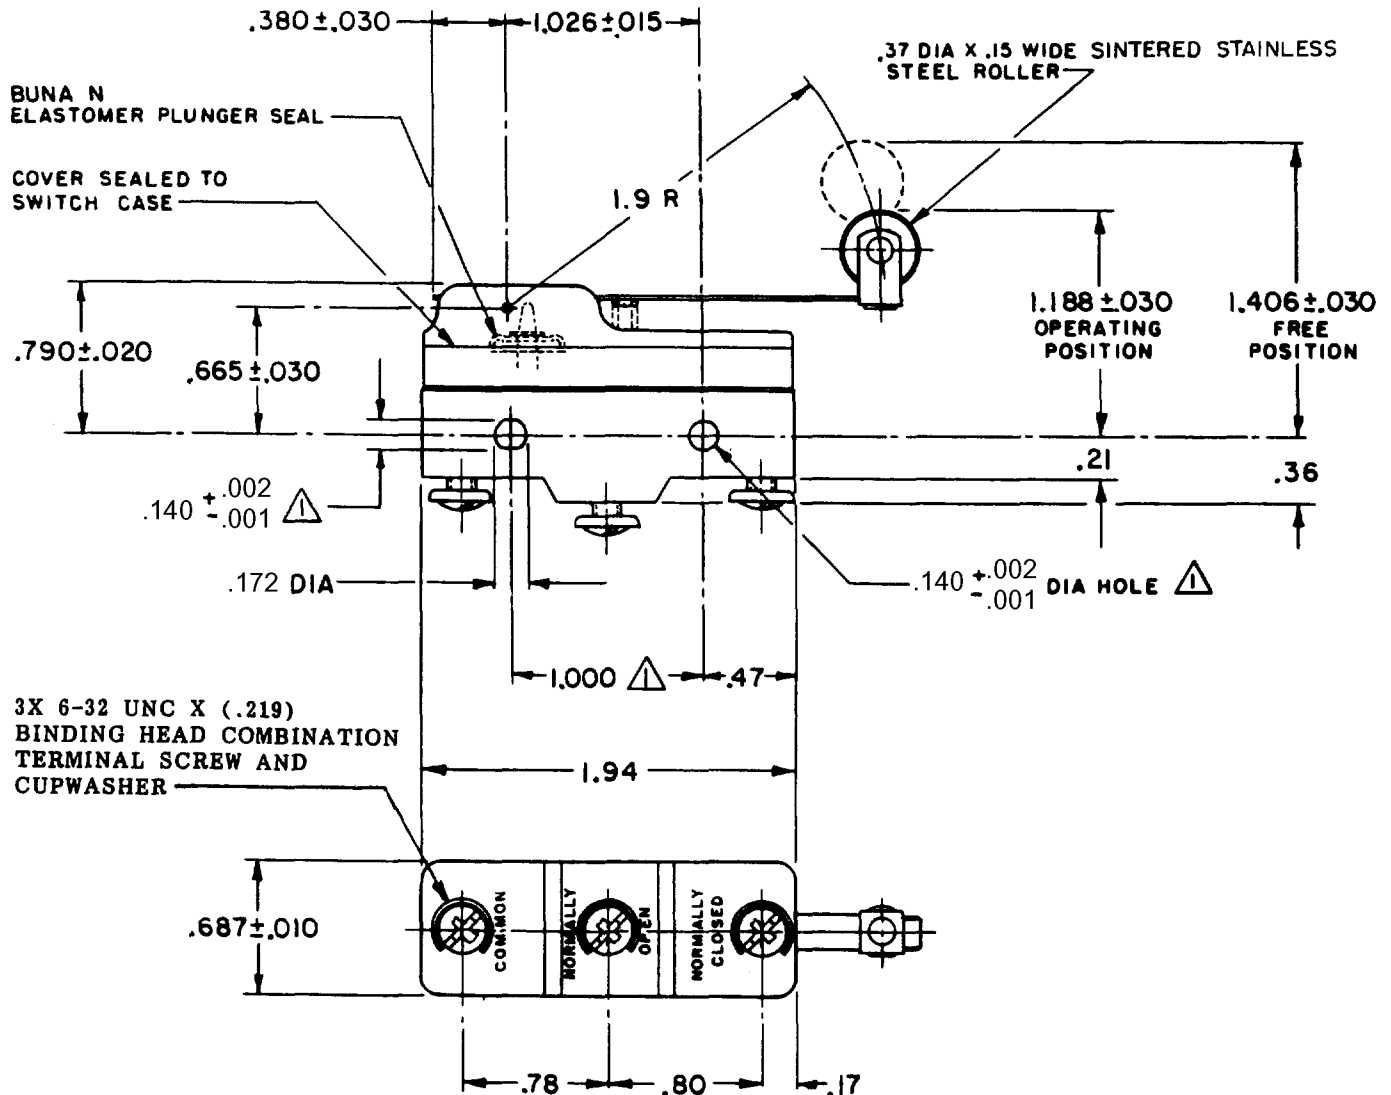 .380±.030
1.026±.015
.37 DIA X .15 WIDE SINTERED STAINLESS
STEEL ROLLER
BUNA N
ELASTOMER PLUNGER SEAL
COVER SEALED TO
SWITCH CASE
1.9 R
.790±.020
.665±.030
1.188±.030
OPERATING
POSITION
1.406±.030
FREE
POSITION
.21
.36
.140 +.002
-.001 1
.172 DIA
.140 +.002
-.001 DIA HOLE 1
1.000 1
.47
3X 6-32 UNC X (.219)
BINDING HEAD COMBINATION
TERMINAL SCREW AND
CUPWASHER
1.94
.687±.010
COMMON
NORMALLY
OPEN
NORMALLY
CLOSED
.78
.80
.17